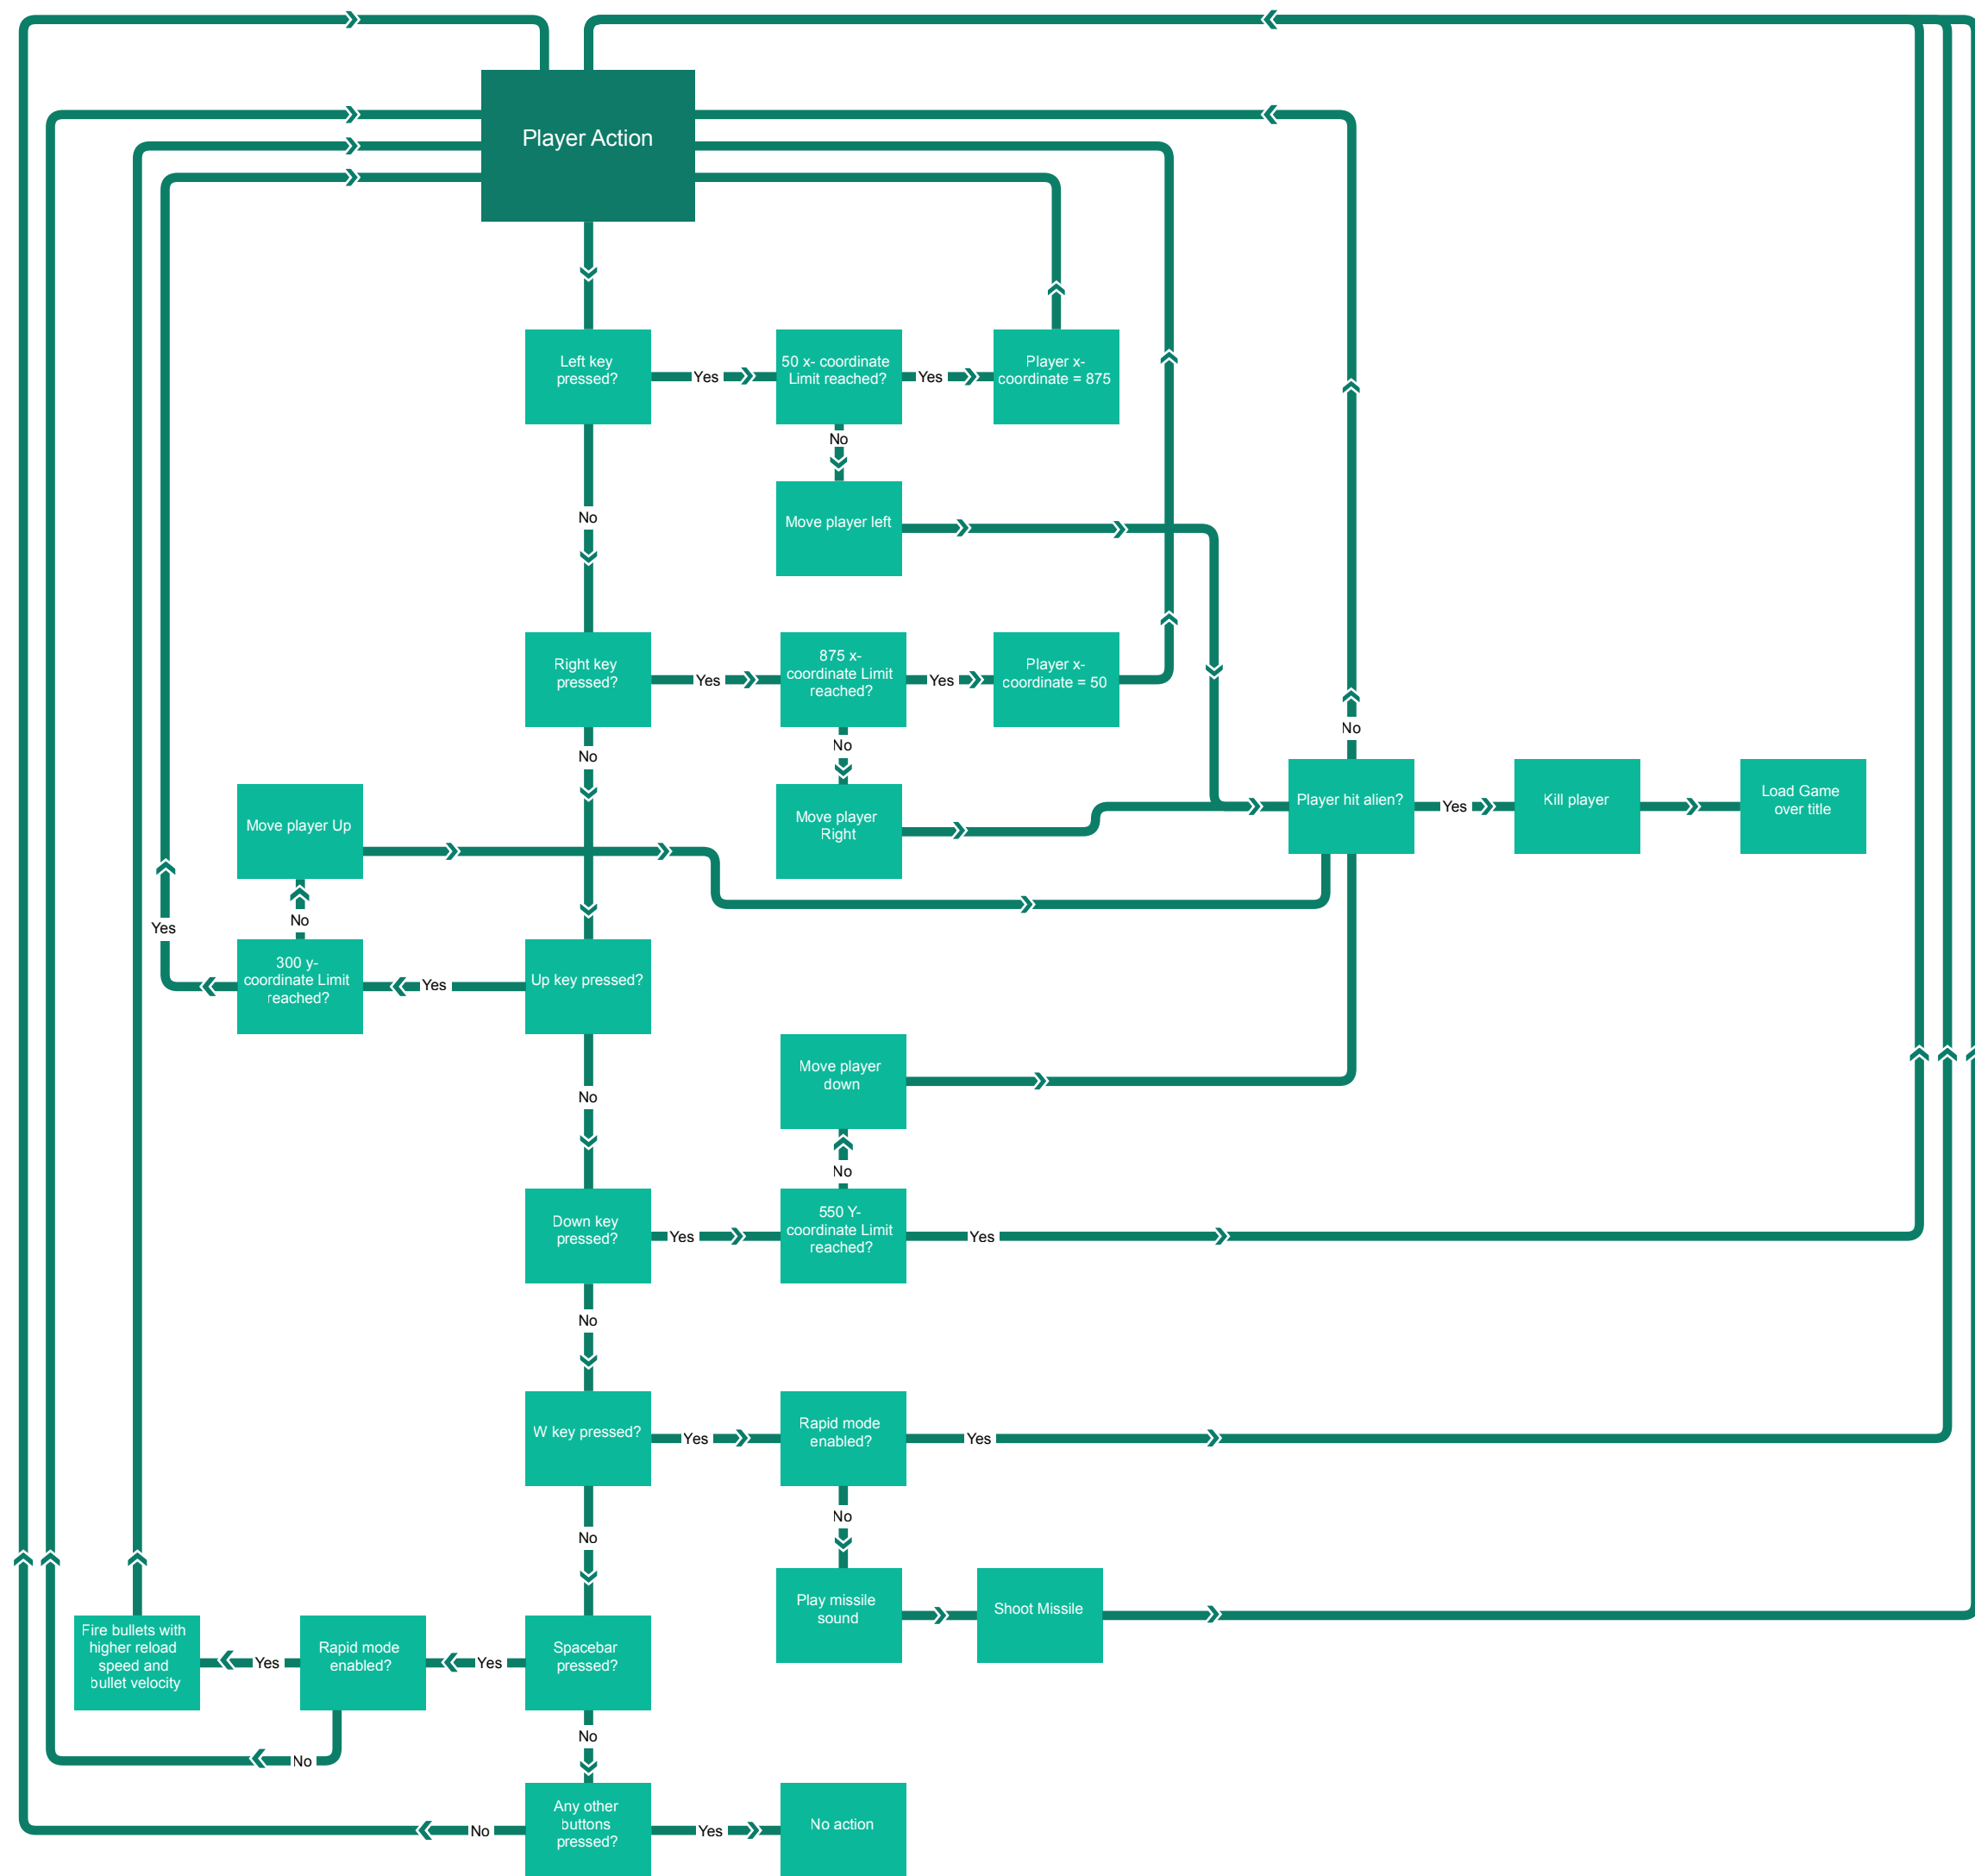 Player Action
Left key
pressed?
Yes
50 x- coordinate
Limit reached?
Yes
Player x-
coordinate = 875
No
Move player left
No
Right key
pressed?
Yes
875 x-
coordinate Limit
reached?
Yes
Player x-
coordinate = 50
No
Move player
Right
No
Player hit alien?
No
Yes
Kill player
Load Game
over title
Move player Up
No
Yes
300 y-
coordinate Limit
reached?
Yes
Up key pressed?
No
Move player
down
No
Down key
pressed?
Yes
550 Y-
coordinate Limit
reached?
Yes
No
W key pressed?
Yes
Rapid mode
enabled?
Yes
No
No
Play missile
sound
Shoot Missile
Fire bullets with
higher reload
speed and
bullet velocity
Yes
Rapid mode
enabled?
Yes
Spacebar
pressed?
No
No
Any other
buttons
pressed?
No
Yes
No action